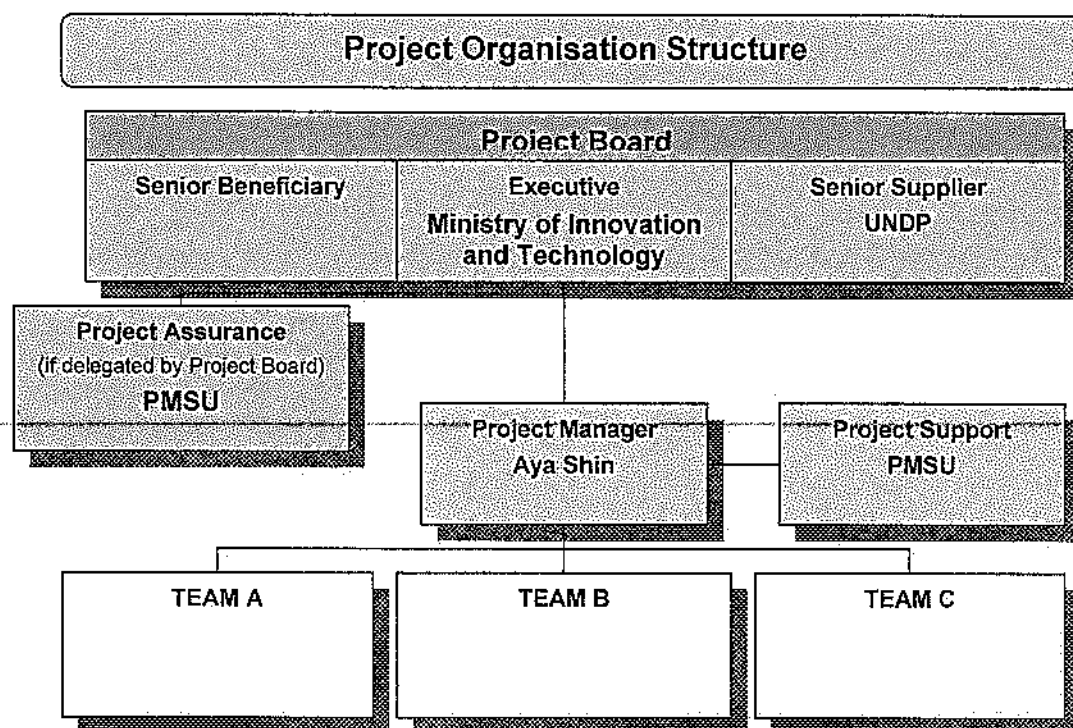 Project Organisation Structure
Project Board
Senior Beneficiary
Executive
Ministry of Innovation
and Technology
Senior Supplier
UNDP
Project Assurance
(if delegated by Project Board)
PMSU
Project Manager
Aya Shin
Project Support
PMSU
TEAM A
TEAM B
TEAM C